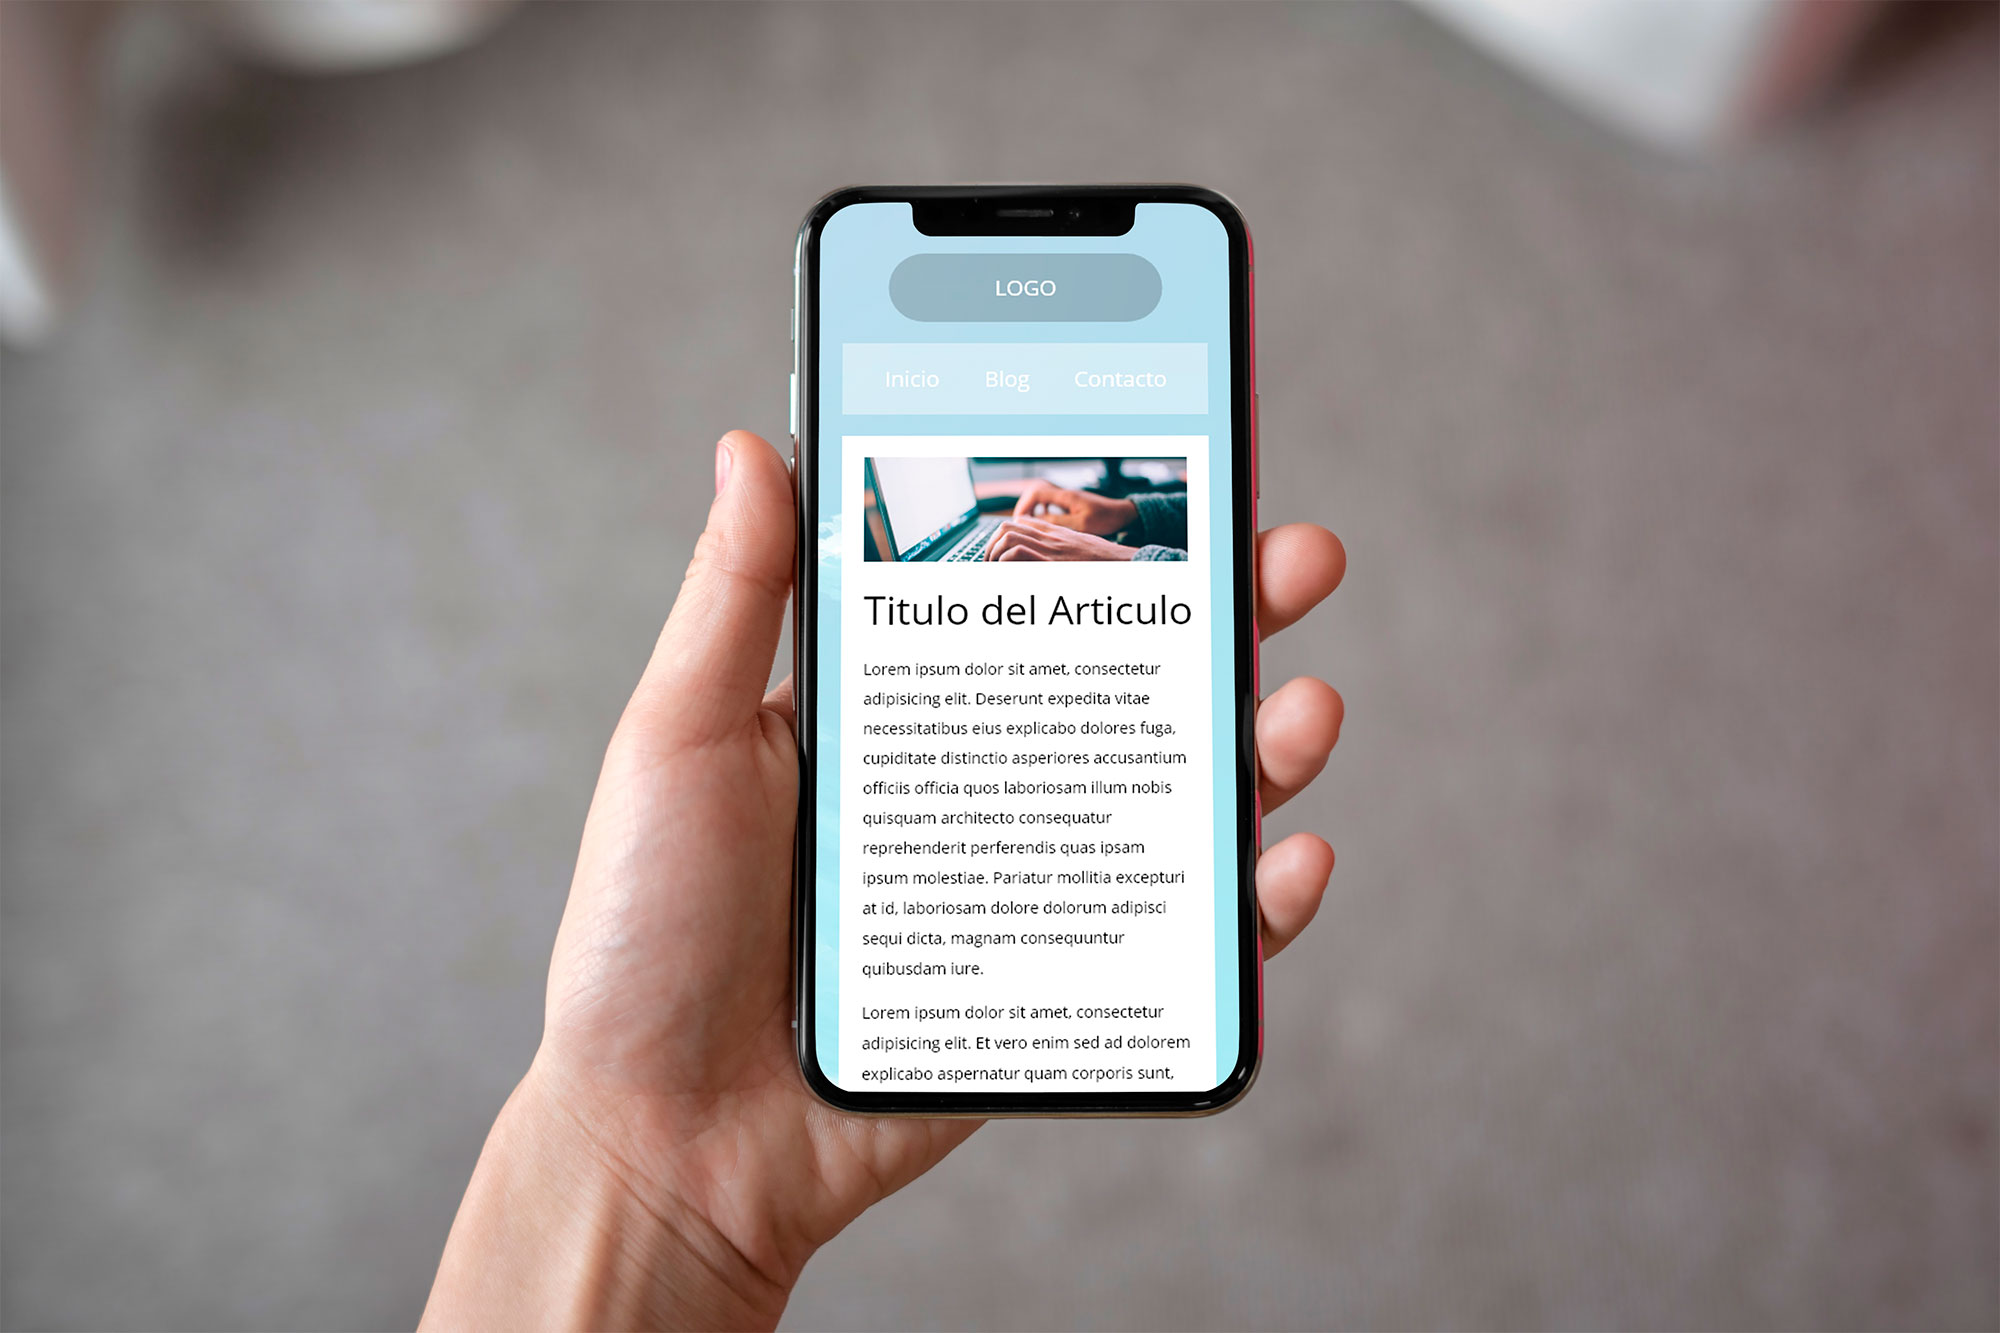 LOGO
Inicio Blog Contacto
Titulo del Articulo
Lorem ipsum dolor sit amet, consectetur
adipisicing elit. Deserunt expedita vitae
necessitatibus eius explicabo dolores fuga,
cupiditate distinctio asperiores accusantium
officiis officia quos laboriosam illum nobis
quisquam architecto consequatur
reprehenderit perferendis quas ipsam
ipsum molestiae. Pariatur mollitia excepturi
at id, laboriosam dolore dolorum adipisci
sequi dicta, magnam consequuntur
quibusdam iure.
Lorem ipsum dolor sit amet, consectetur
adipisicing elit. Et vero enim sed ad dolorem
explicabo aspernatur quam corporis sunt,